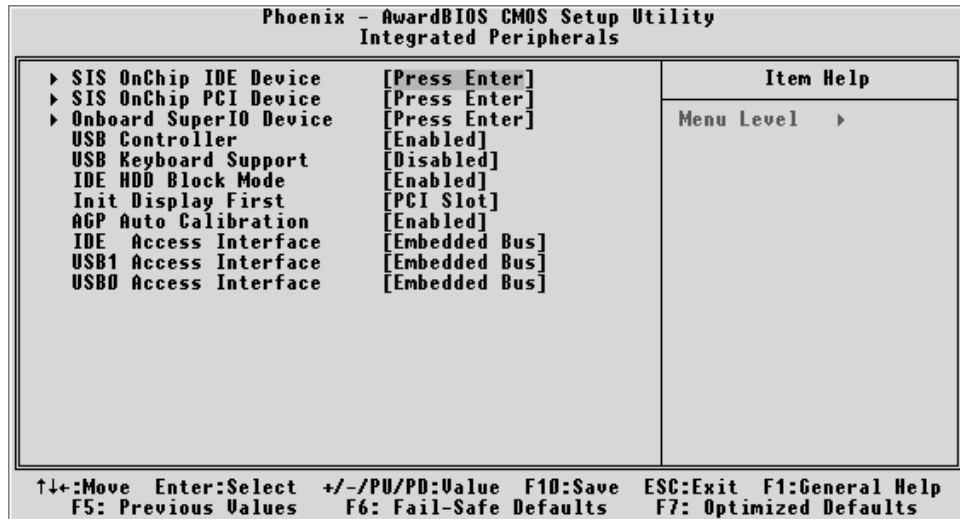 Phoenix - AwardBIOS CMOS Setup Utility
Integrated Peripherals
▸ SIS OnChip IDE Device [Press Enter]
▸ SIS OnChip PCI Device [Press Enter]
▸ Onboard SuperIO Device [Press Enter]
USB Controller [Enabled]
USB Keyboard Support [Disabled]
IDE HDD Block Mode [Enabled]
Init Display First [PCI Slot]
AGP Auto Calibration [Enabled]
IDE Access Interface [Embedded Bus]
USB1 Access Interface [Embedded Bus]
USB0 Access Interface [Embedded Bus]
Item Help
Menu Level ▸
↑↓←:Move Enter:Select +/-/PU/PD:Value F10:Save ESC:Exit F1:General Help
F5: Previous Values F6: Fail-Safe Defaults F7: Optimized Defaults